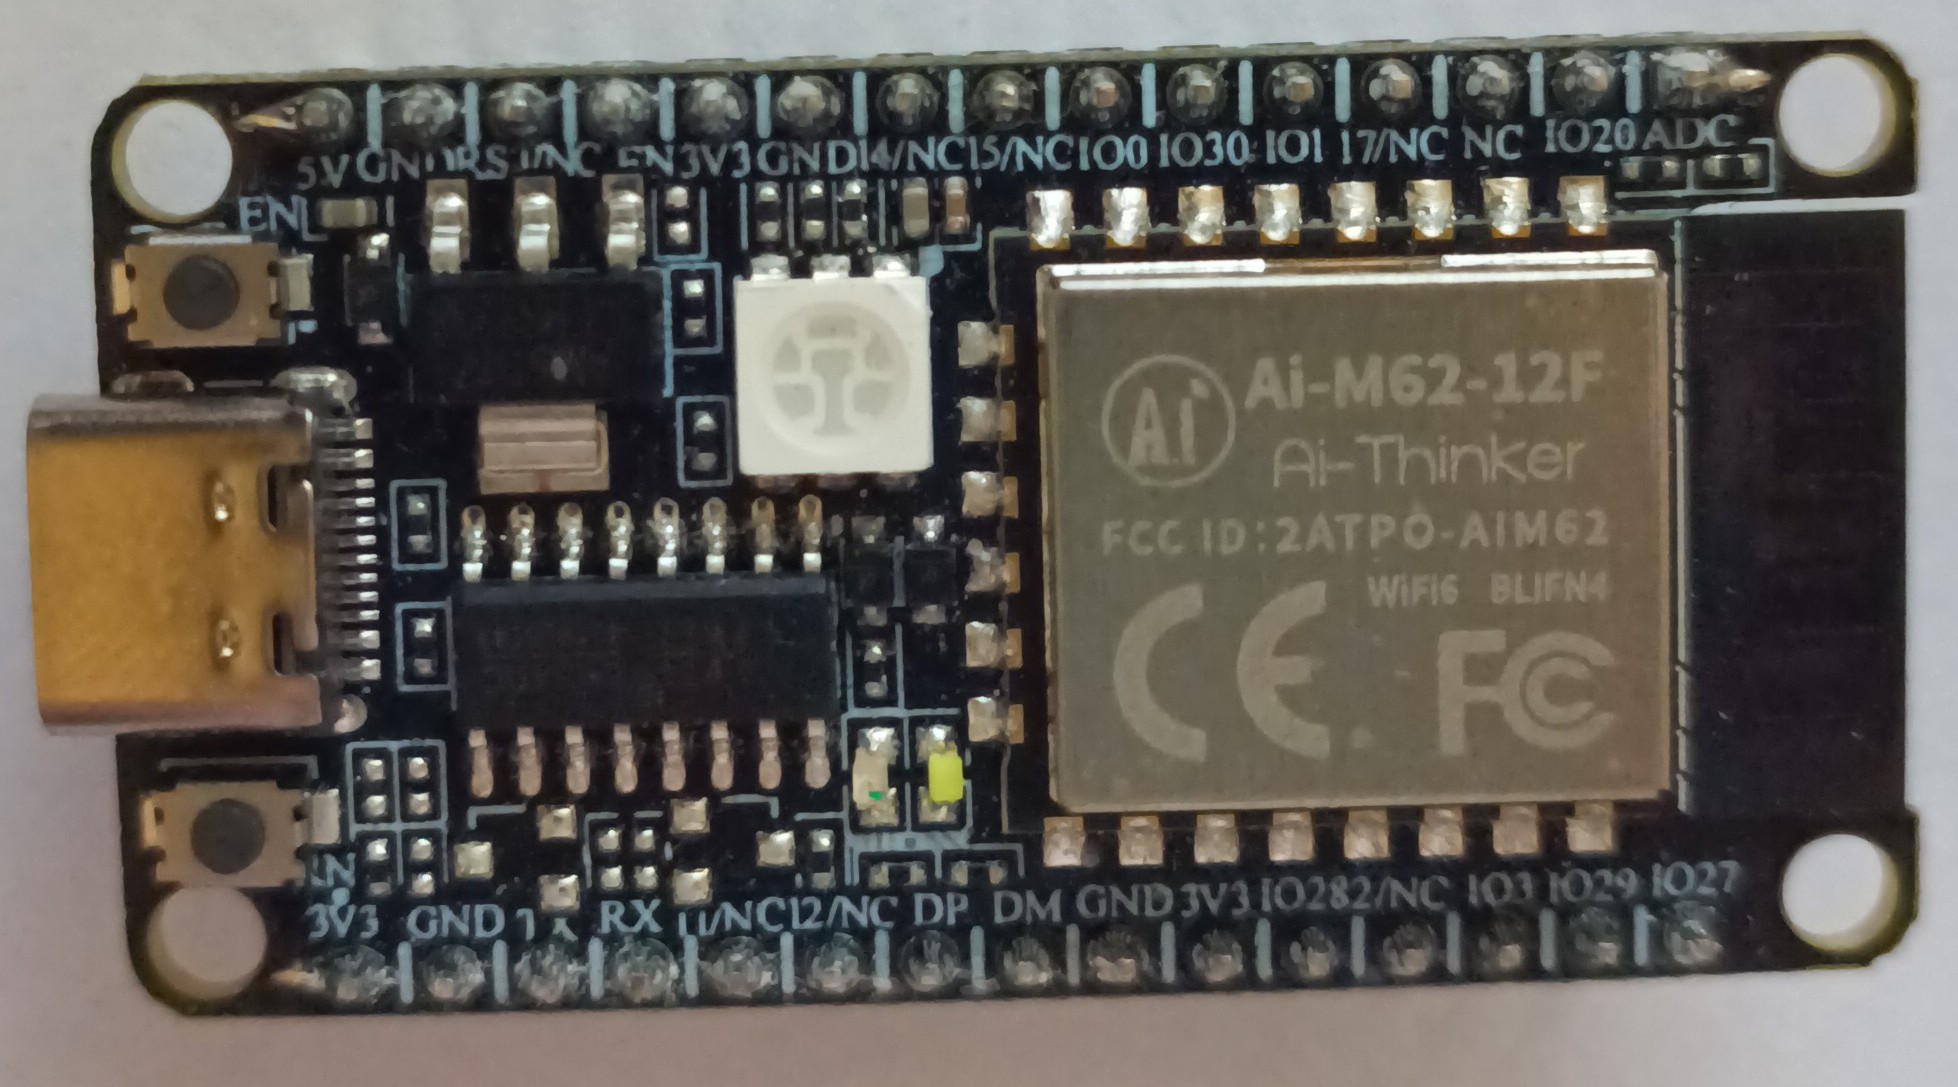 5V GND RST/NC EN 3V3 GND 14/NC 15/NC IO0 IO30 IO1 17/NC NC IO20 ADC
EN
Ai Ai-M62-12F
Ai-Thinker
FCC ID:2ATPO-AIM62
WiFi6 BLIFN4
CE FC
3V3 GND TX RX 11/NC 12/NC DP DM GND 3V3 IO28 2/NC IO3 IO29 IO27